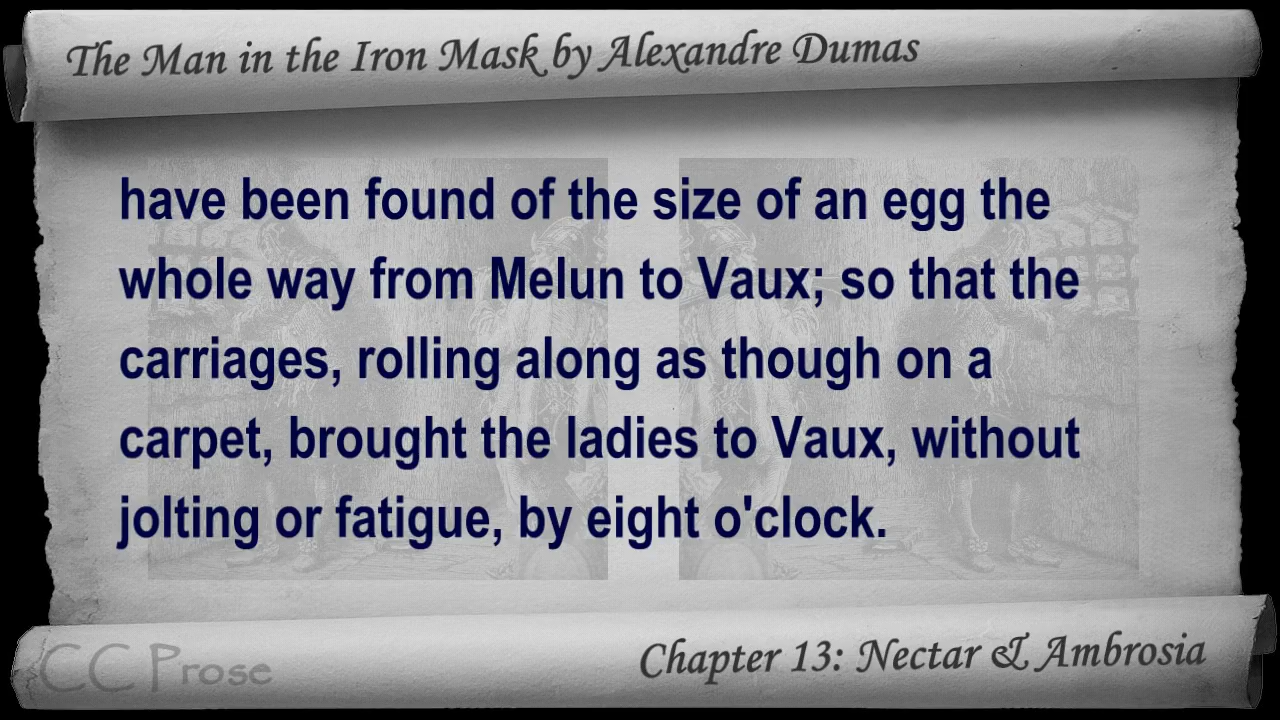 The Man in the Iron Mask by Alexandre Dumas
have been found of the size of an egg the
whole way from Melun to Vaux; so that the
carriages, rolling along as though on a
carpet, brought the ladies to Vaux, without
jolting or fatigue, by eight o'clock.
CC Prose
Chapter 13: Nectar & Ambrosia